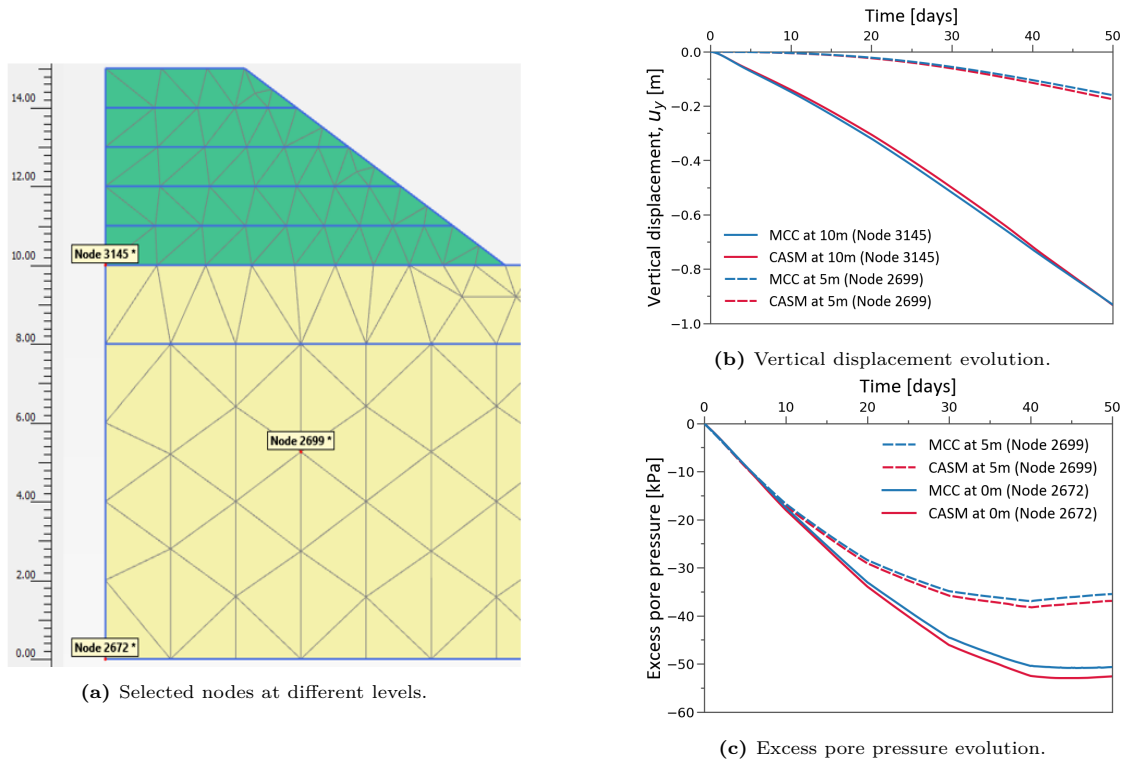 14.00
12.00
10.00
8.00
6.00
4.00
2.00
0.00
Node 3145 *
Node 2699 *
Node 2672 *
(a) Selected nodes at different levels.
Time [days]
0 10 20 30 40 50
0.0
−0.2
−0.4
−0.6
−0.8
−1.0
Vertical displacement, u_y [m]
MCC at 10m (Node 3145)
CASM at 10m (Node 3145)
MCC at 5m (Node 2699)
CASM at 5m (Node 2699)
(b) Vertical displacement evolution.
Time [days]
0 10 20 30 40 50
0
−10
−20
−30
−40
−50
−60
Excess pore pressure [kPa]
MCC at 5m (Node 2699)
CASM at 5m (Node 2699)
MCC at 0m (Node 2672)
CASM at 0m (Node 2672)
(c) Excess pore pressure evolution.